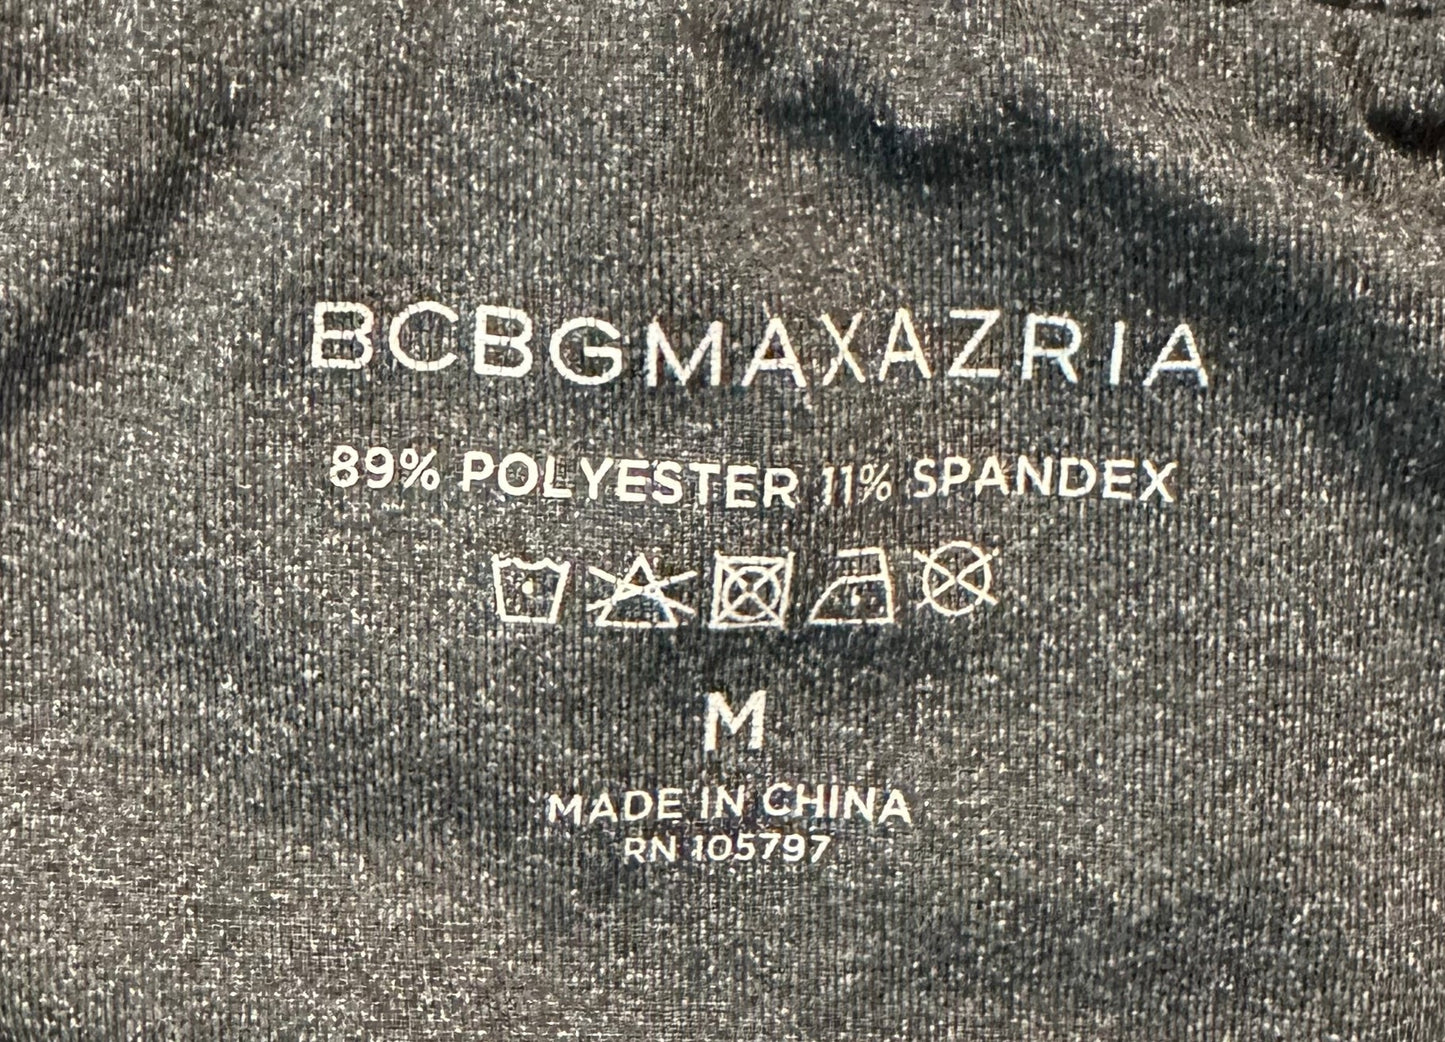 BCBGMAXAZRIA
89% POLYESTER 11% SPANDEX
M
MADE IN CHINA
RN 105797